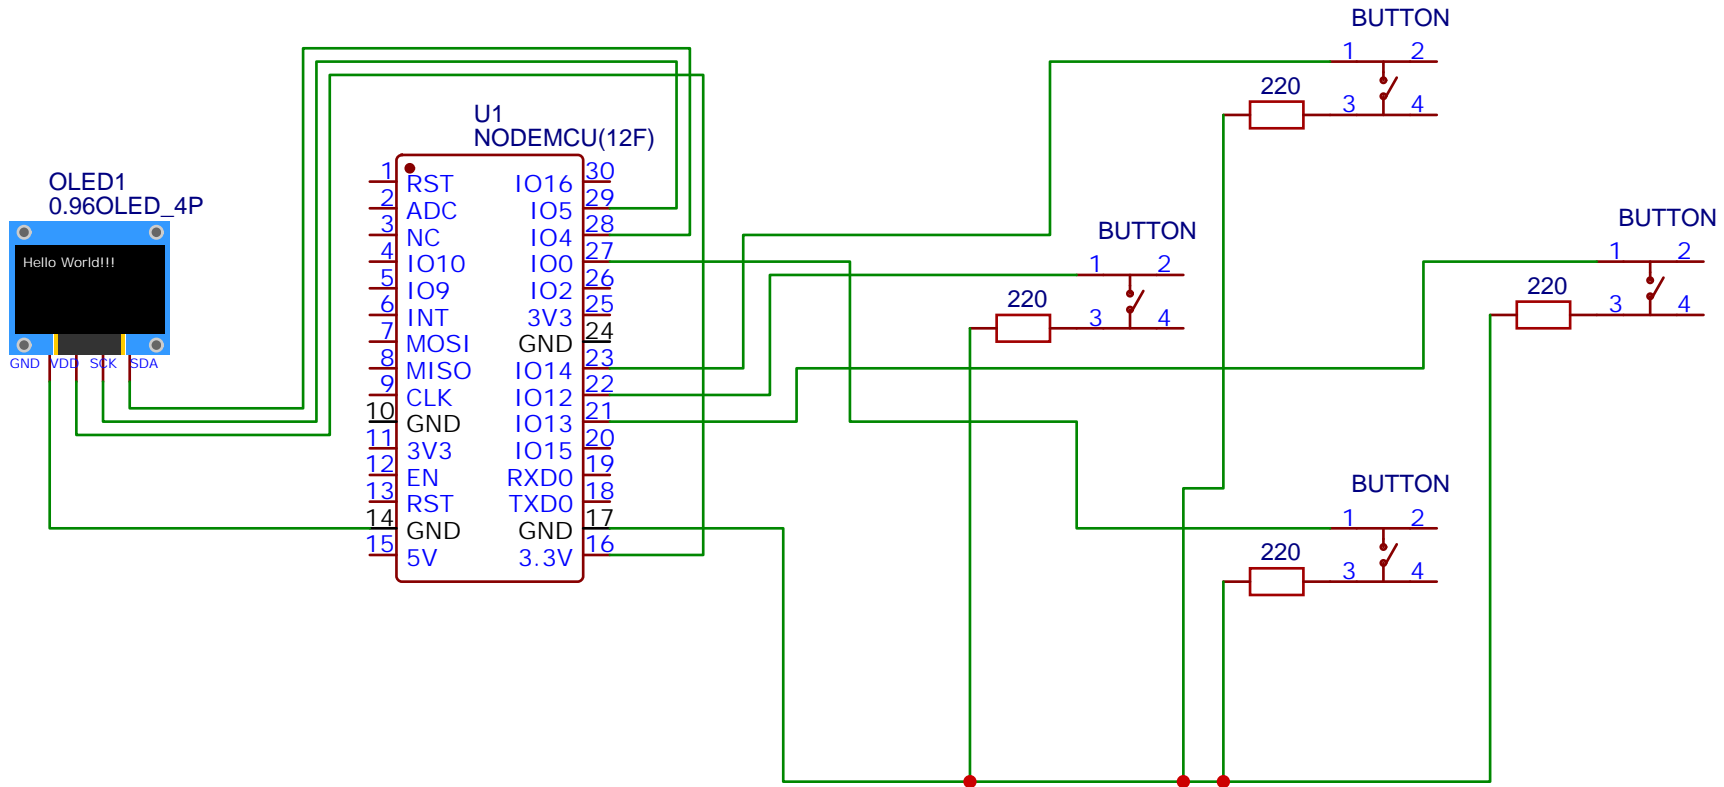 BUTTON
1 2
220
3 4
U1
NODEMCU(12F)
OLED1
0.96OLED_4P
Hello World!!!
GND VDD SCK SDA
1 RST IO16 30
2 ADC IO5 29
3 NC IO4 28
4 IO10 IO0 27
5 IO9 IO2 26
6 INT 3V3 25
7 MOSI GND 24
8 MISO IO14 23
9 CLK IO12 22
10 GND IO13 21
11 3V3 IO15 20
12 EN RXD0 19
13 RST TXD0 18
14 GND GND 17
15 5V 3.3V 16
BUTTON
1 2
220
3 4
BUTTON
1 2
220
3 4
BUTTON
1 2
220
3 4